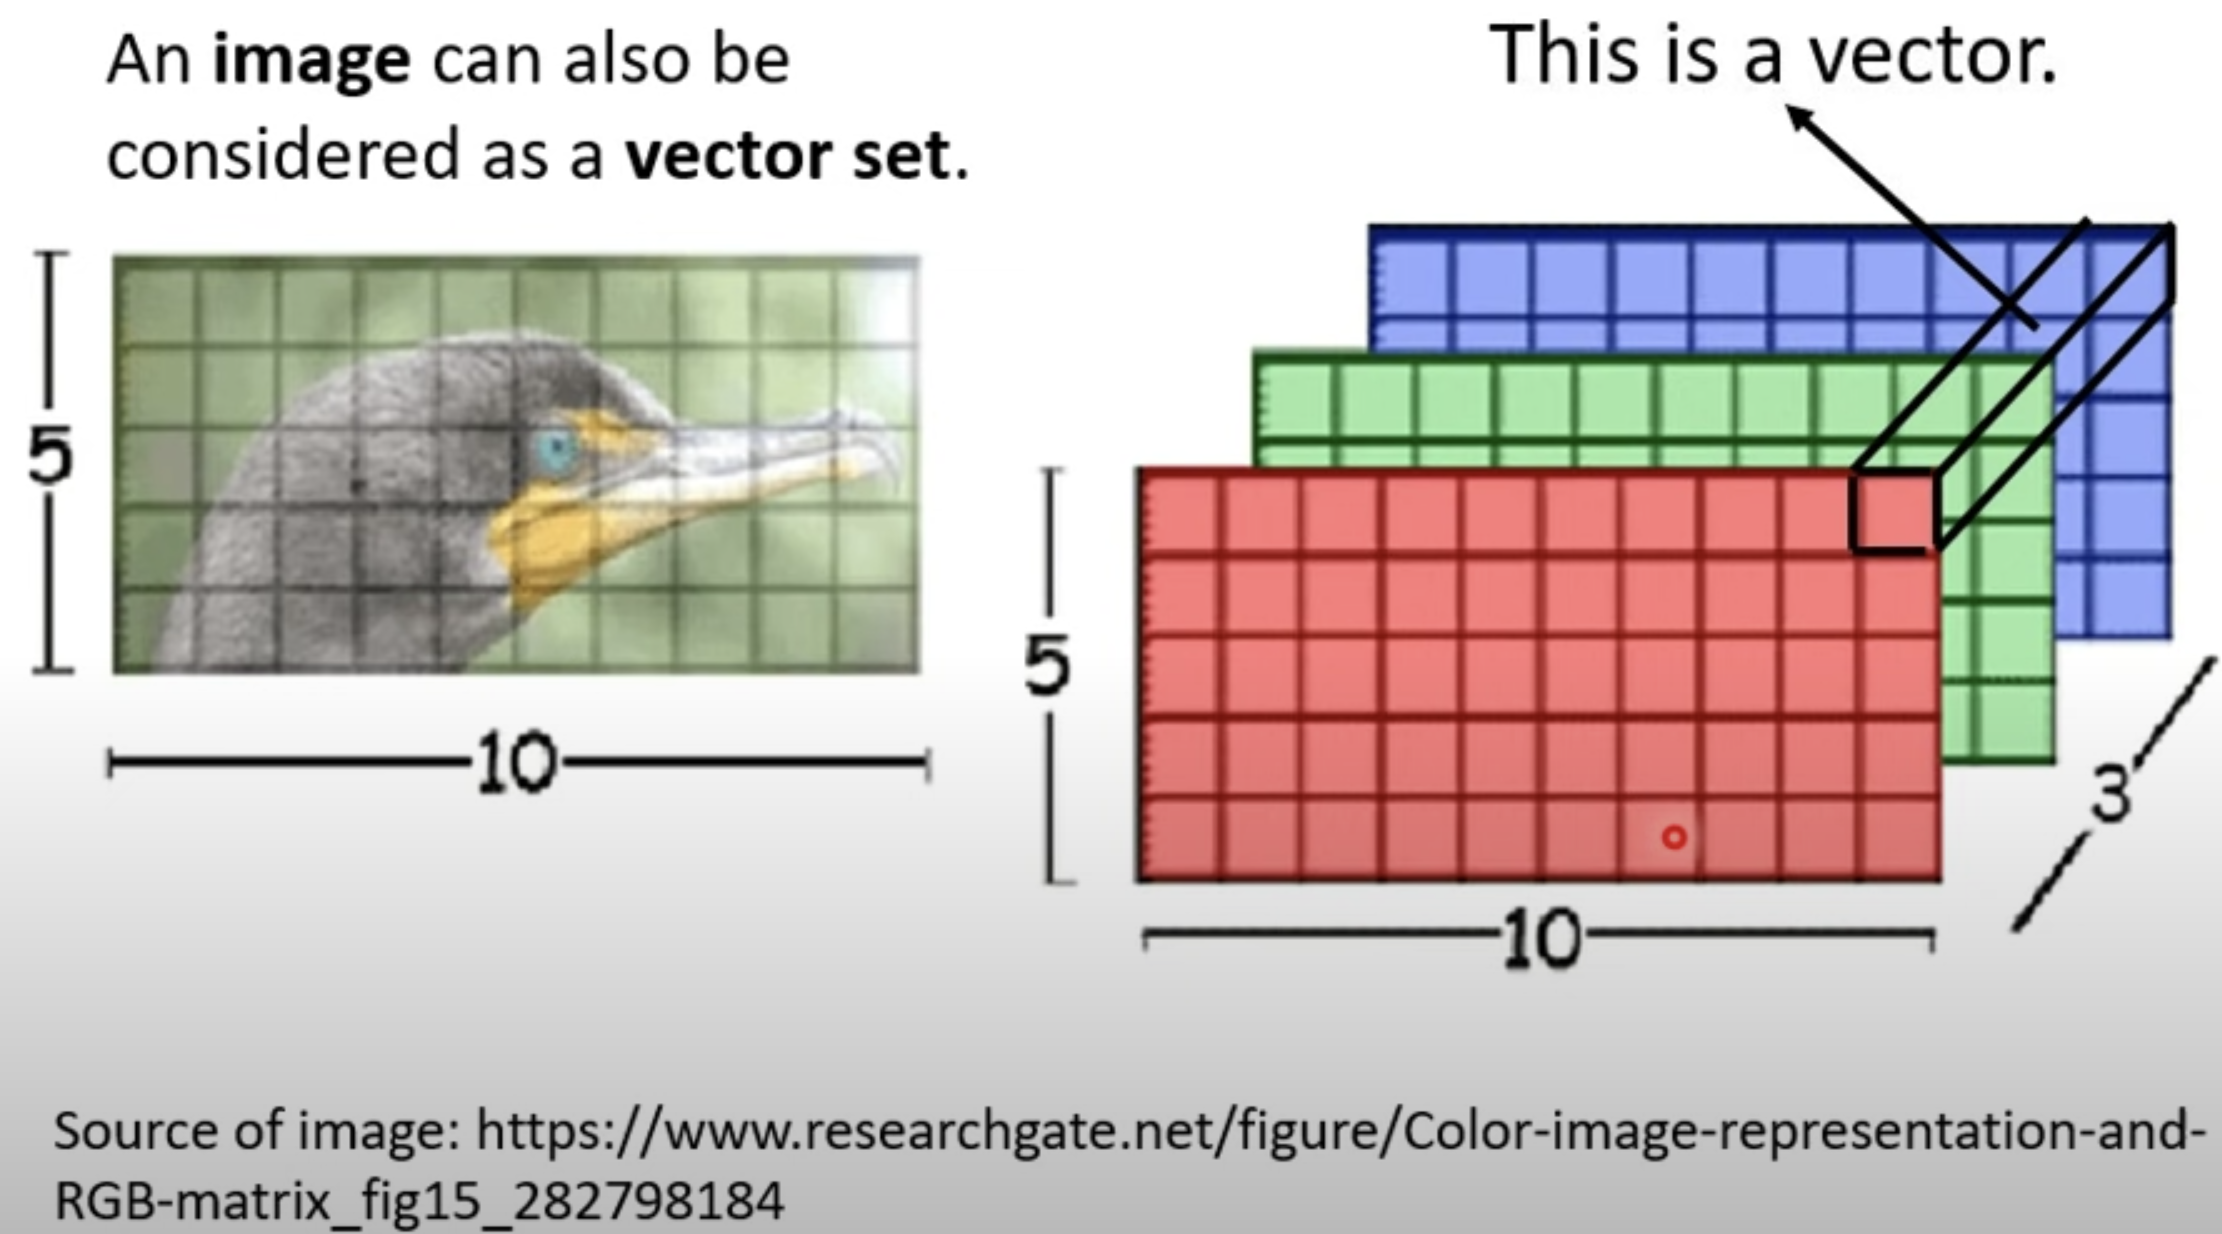 An image can also be
considered as a vector set.
This is a vector.
5
10
5
10
3
Source of image: https://www.researchgate.net/figure/Color-image-representation-and-
RGB-matrix_fig15_282798184